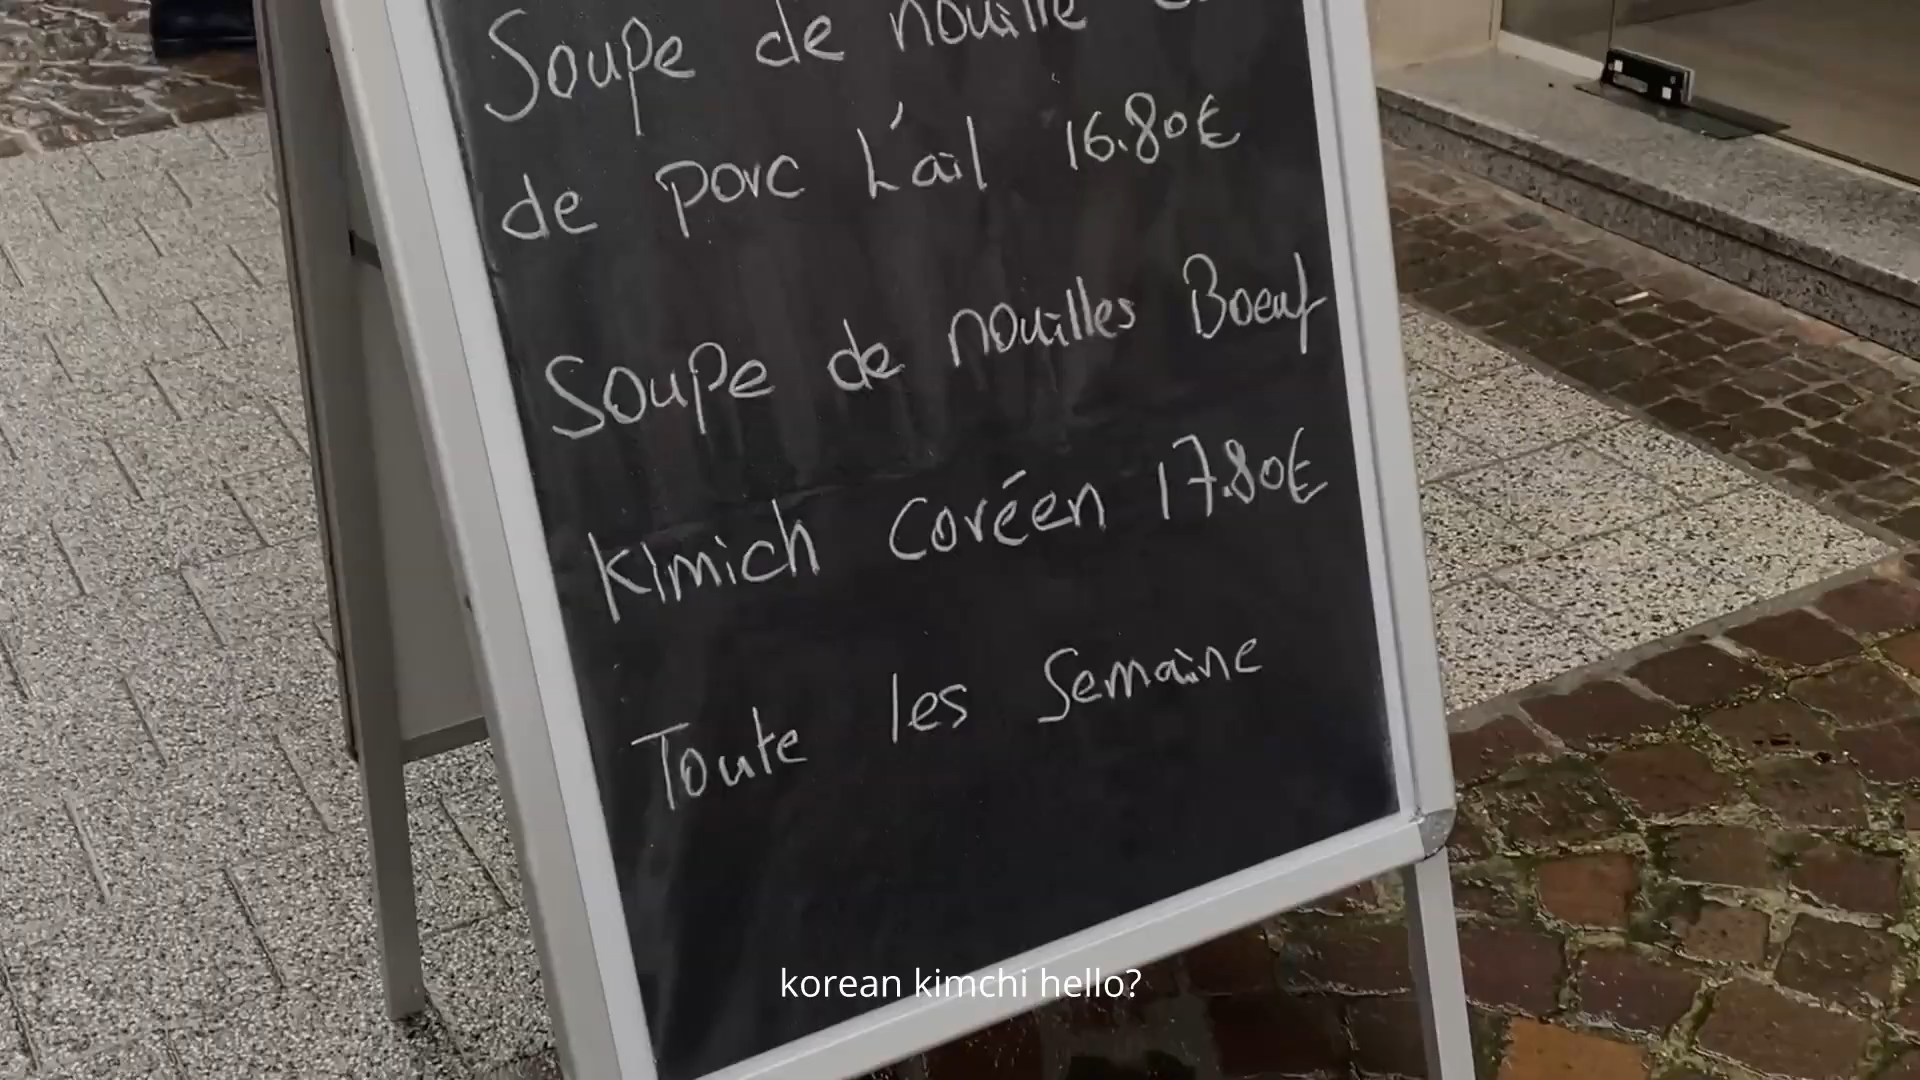 Soupe de nouille
de porc L'ail 16.80€
Soupe de nouilles Boeuf
Kimich Coréen 17.80€
Toute les Semaine
korean kimchi hello?